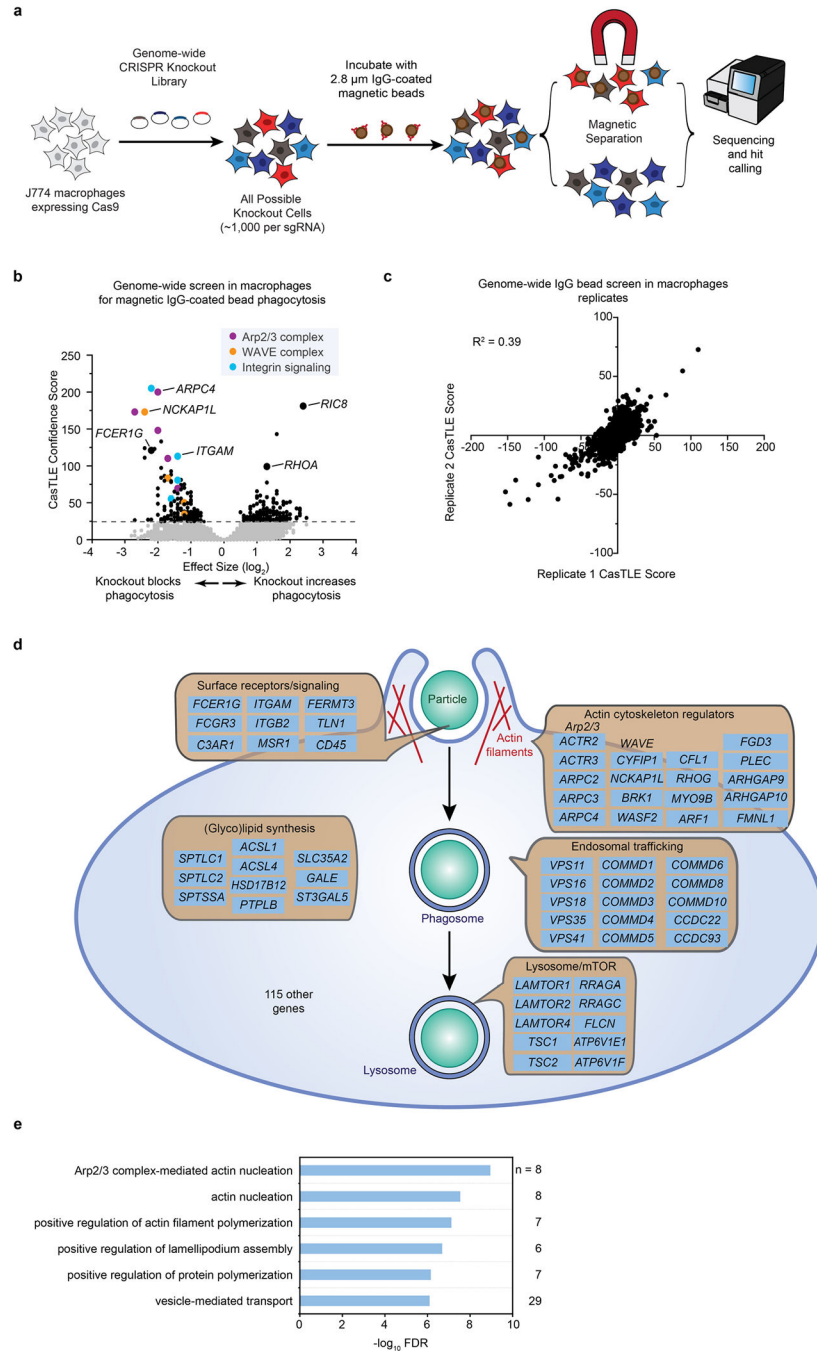 a
Genome-wide
CRISPR Knockout
Library
J774 macrophages
expressing Cas9
All Possible
Knockout Cells
(~1,000 per sgRNA)
Incubate with
2.8 µm IgG-coated
magnetic beads
Magnetic
Separation
Sequencing
and hit
calling
b
Genome-wide screen in macrophages
for magnetic IgG-coated bead phagocytosis
Arp2/3 complex
WAVE complex
Integrin signaling
CasTLE Confidence Score
250
200
150
100
75
50
25
0
ARPC4
NCKAP1L
FCER1G
ITGAM
RIC8
RHOA
-4 -3 -2 -1 0 1 2 3 4
Effect Size (log2)
Knockout blocks
phagocytosis
Knockout increases
phagocytosis
c
Genome-wide IgG bead screen in macrophages
replicates
R² = 0.39
100
50
-200 -150 -100 -50 0 50 100 150 200
-50
-100
Replicate 2 CasTLE Score
Replicate 1 CasTLE Score
d
Surface receptors/signaling
FCER1G ITGAM FERMT3
FCGR3 ITGB2 TLN1
C3AR1 MSR1 CD45
Particle
Actin
filaments
Actin cytoskeleton regulators
Arp2/3
ACTR2
ACTR3
ARPC2
ARPC3
ARPC4
WAVE
CYFIP1
NCKAP1L
BRK1
WASF2
CFL1
RHOG
MYO9B
ARF1
FGD3
PLEC
ARHGAP9
ARHGAP10
FMNL1
(Glyco)lipid synthesis
SPTLC1
SPTLC2
SPTSSA
ACSL1
ACSL4
HSD17B12
PTPLB
SLC35A2
GALE
ST3GAL5
Phagosome
Endosomal trafficking
VPS11 COMMD1 COMMD6
VPS16 COMMD2 COMMD8
VPS18 COMMD3 COMMD10
VPS35 COMMD4 CCDC22
VPS41 COMMD5 CCDC93
115 other
genes
Lysosome
Lysosome/mTOR
LAMTOR1 RRAGA
LAMTOR2 RRAGC
LAMTOR4 FLCN
TSC1 ATP6V1E1
TSC2 ATP6V1F
e
Arp2/3 complex-mediated actin nucleation n = 8
actin nucleation 8
positive regulation of actin filament polymerization 7
positive regulation of lamellipodium assembly 6
positive regulation of protein polymerization 7
vesicle-mediated transport 29
0 2 4 6 8 10
-log10 FDR